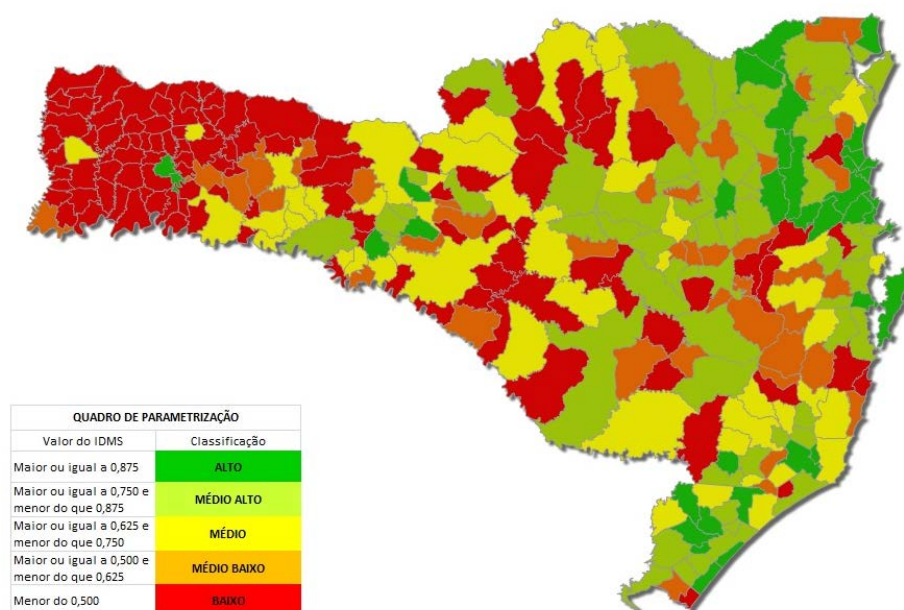 QUADRO DE PARAMETRIZAÇÃO
Valor do IDMS Classificação
Maior ou igual a 0,875 ALTO
Maior ou igual a 0,750 e
menor do que 0,875 MÉDIO ALTO
Maior ou igual a 0,625 e
menor do que 0,750 MÉDIO
Maior ou igual a 0,500 e
menor do que 0,625 MÉDIO BAIXO
Menor do 0,500 BAIXO